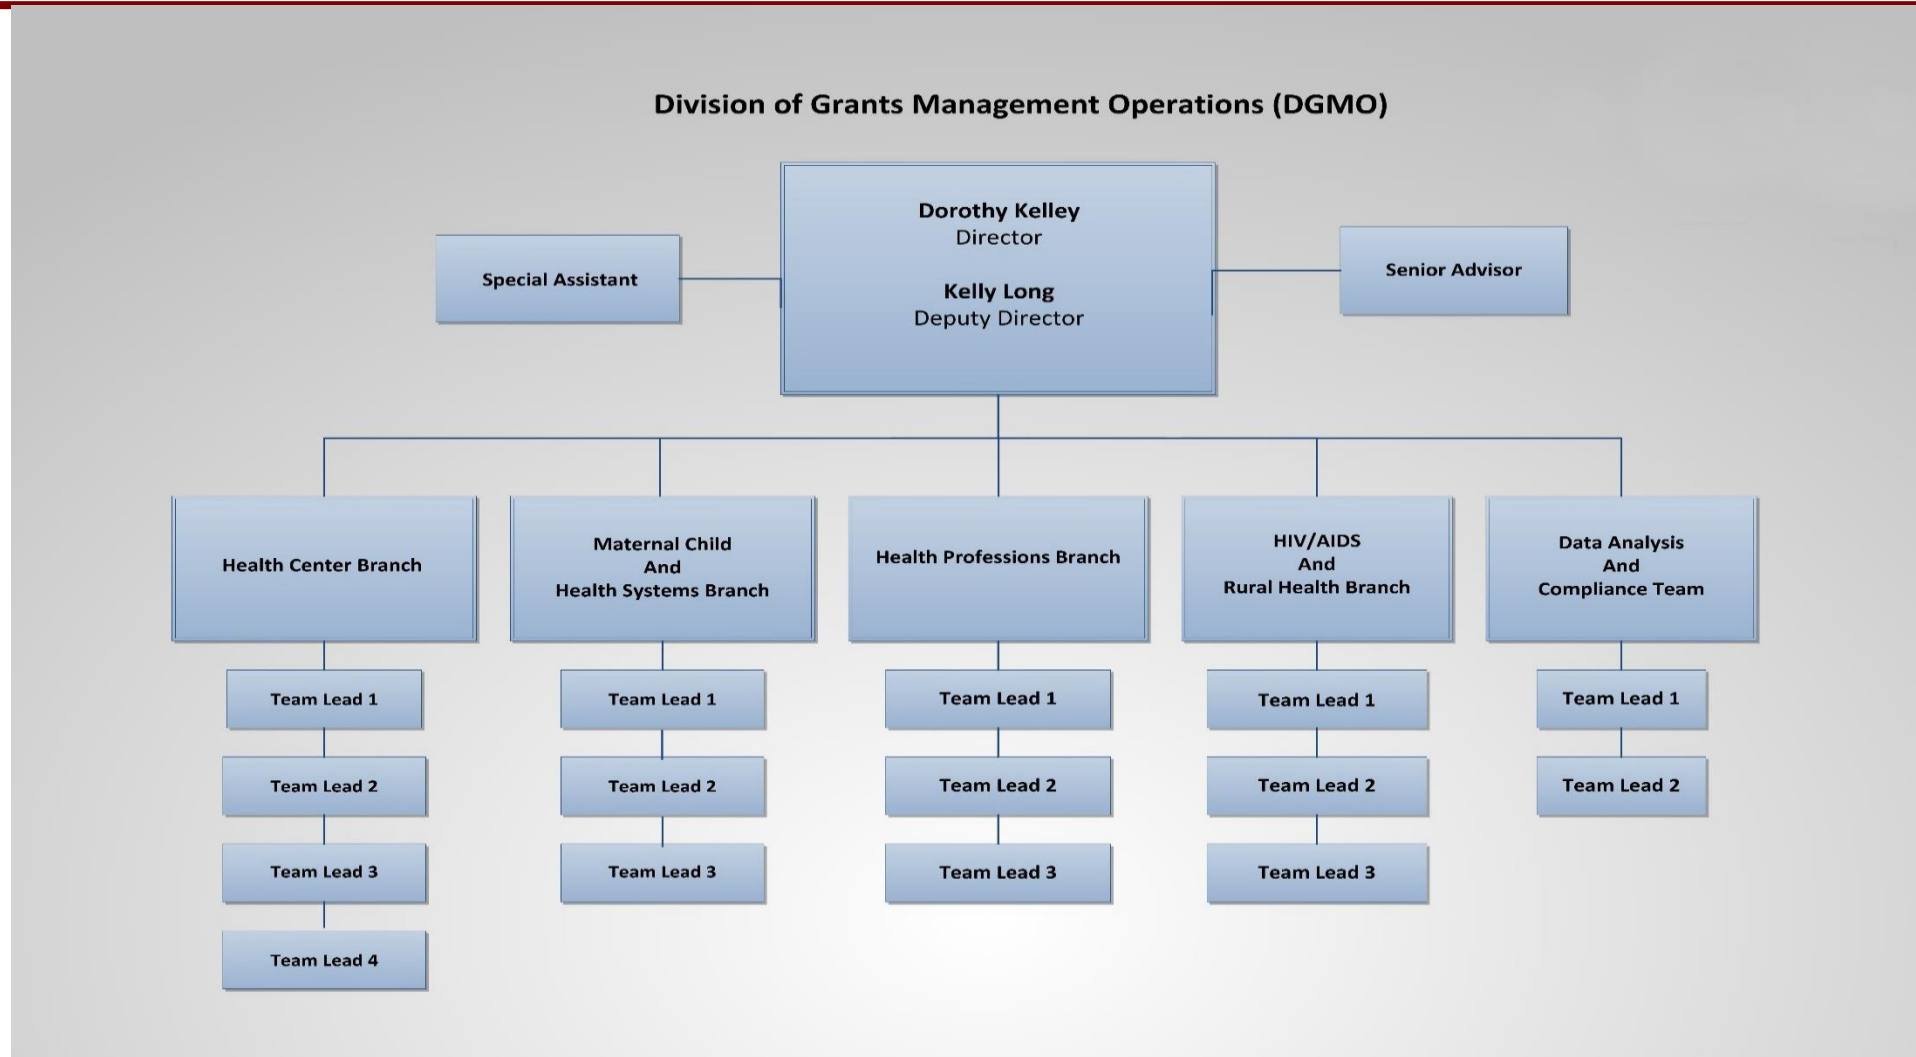 Division of Grants Management Operations (DGMO)
Dorothy Kelley
Director
Kelly Long
Deputy Director
Special Assistant
Senior Advisor
Health Center Branch
Team Lead 1
Team Lead 2
Team Lead 3
Team Lead 4
Maternal Child
And
Health Systems Branch
Team Lead 1
Team Lead 2
Team Lead 3
Health Professions Branch
Team Lead 1
Team Lead 2
Team Lead 3
HIV/AIDS
And
Rural Health Branch
Team Lead 1
Team Lead 2
Team Lead 3
Data Analysis
And
Compliance Team
Team Lead 1
Team Lead 2